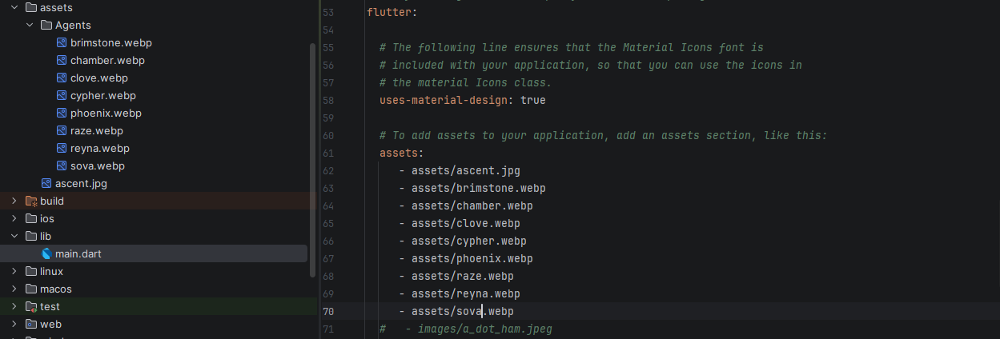 assets
Agents
brimstone.webp
chamber.webp
clove.webp
cypher.webp
phoenix.webp
raze.webp
reyna.webp
sova.webp
ascent.jpg
build
ios
lib
main.dart
linux
macos
test
web
53 flutter:
54
55 # The following line ensures that the Material Icons font is
56 # included with your application, so that you can use the icons in
57 # the material Icons class.
58 uses-material-design: true
59
60 # To add assets to your application, add an assets section, like this:
61 assets:
62 - assets/ascent.jpg
63 - assets/brimstone.webp
64 - assets/chamber.webp
65 - assets/clove.webp
66 - assets/cypher.webp
67 - assets/phoenix.webp
68 - assets/raze.webp
69 - assets/reyna.webp
70 - assets/sova.webp
71 # - images/a_dot_ham.jpeg